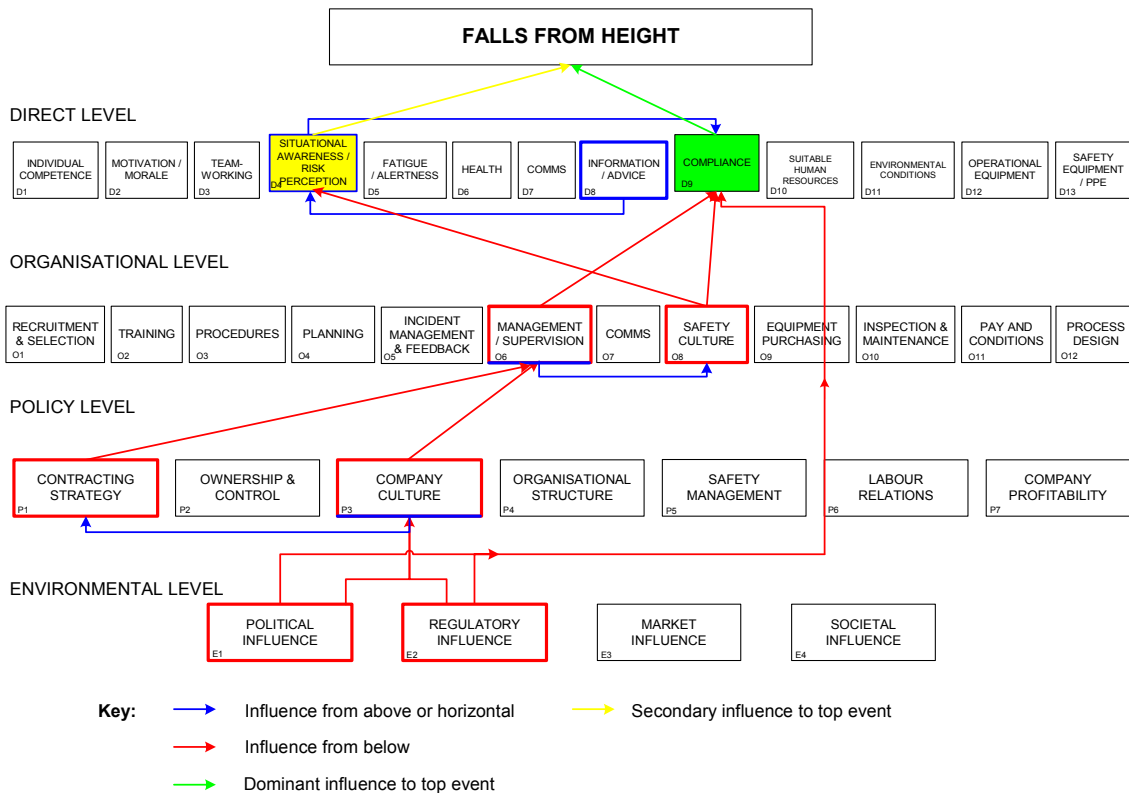 FALLS FROM HEIGHT
DIRECT LEVEL
INDIVIDUAL
COMPETENCE
D1
MOTIVATION /
MORALE
D2
TEAM-
WORKING
D3
SITUATIONAL
AWARENESS /
RISK
PERCEPTION
D4
FATIGUE
/ ALERTNESS
D5
HEALTH
D6
COMMS
D7
INFORMATION
/ ADVICE
D8
COMPLIANCE
D9
SUITABLE
HUMAN
RESOURCES
D10
ENVIRONMENTAL
CONDITIONS
D11
OPERATIONAL
EQUIPMENT
D12
SAFETY
EQUIPMENT
/ PPE
D13
ORGANISATIONAL LEVEL
RECRUITMENT
& SELECTION
O1
TRAINING
O2
PROCEDURES
O3
PLANNING
O4
INCIDENT
MANAGEMENT
& FEEDBACK
O5
MANAGEMENT
/ SUPERVISION
O6
COMMS
O7
SAFETY
CULTURE
O8
EQUIPMENT
PURCHASING
O9
INSPECTION &
MAINTENANCE
O10
PAY AND
CONDITIONS
O11
PROCESS
DESIGN
O12
POLICY LEVEL
CONTRACTING
STRATEGY
P1
OWNERSHIP &
CONTROL
P2
COMPANY
CULTURE
P3
ORGANISATIONAL
STRUCTURE
P4
SAFETY
MANAGEMENT
P5
LABOUR
RELATIONS
P6
COMPANY
PROFITABILITY
P7
ENVIRONMENTAL LEVEL
POLITICAL
INFLUENCE
E1
REGULATORY
INFLUENCE
E2
MARKET
INFLUENCE
E3
SOCIETAL
INFLUENCE
E4
Key:
Influence from above or horizontal
Secondary influence to top event
Influence from below
Dominant influence to top event